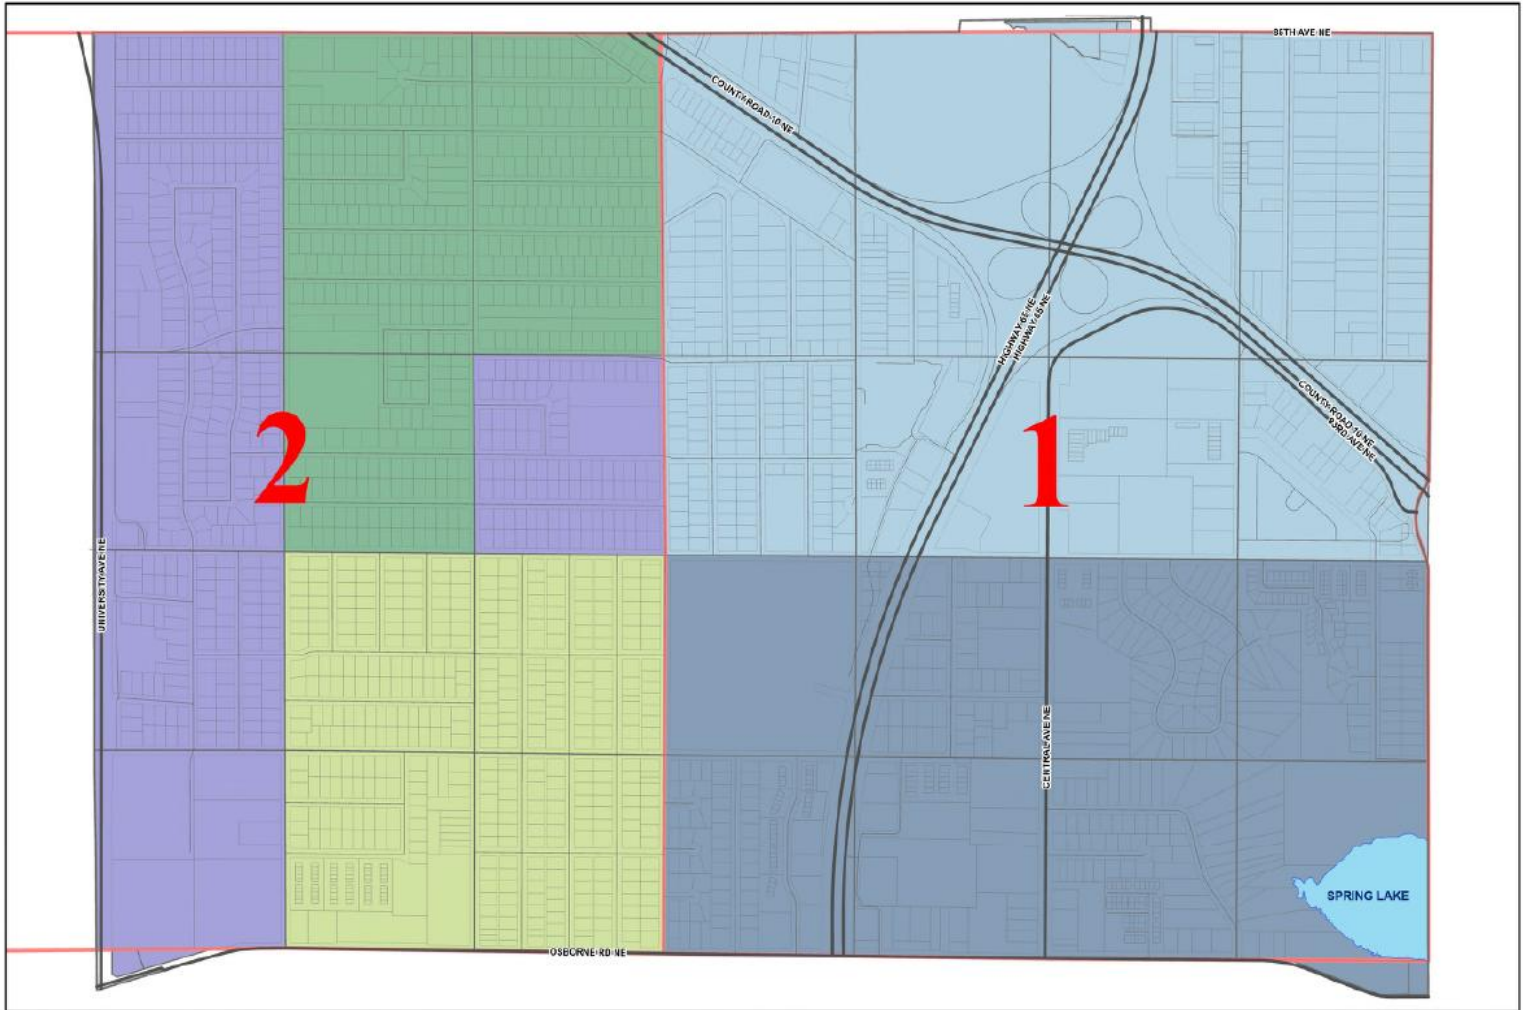 85TH AVE NE
COUNTY ROAD 10 NE
HIGHWAY 65 NE
HIGHWAY 65 NE
COUNTY ROAD 10 NE
83RD AVE NE
2
1
UNIVERSITY AVE NE
CENTRAL AVE NE
SPRING LAKE
OSBORNE RD NE